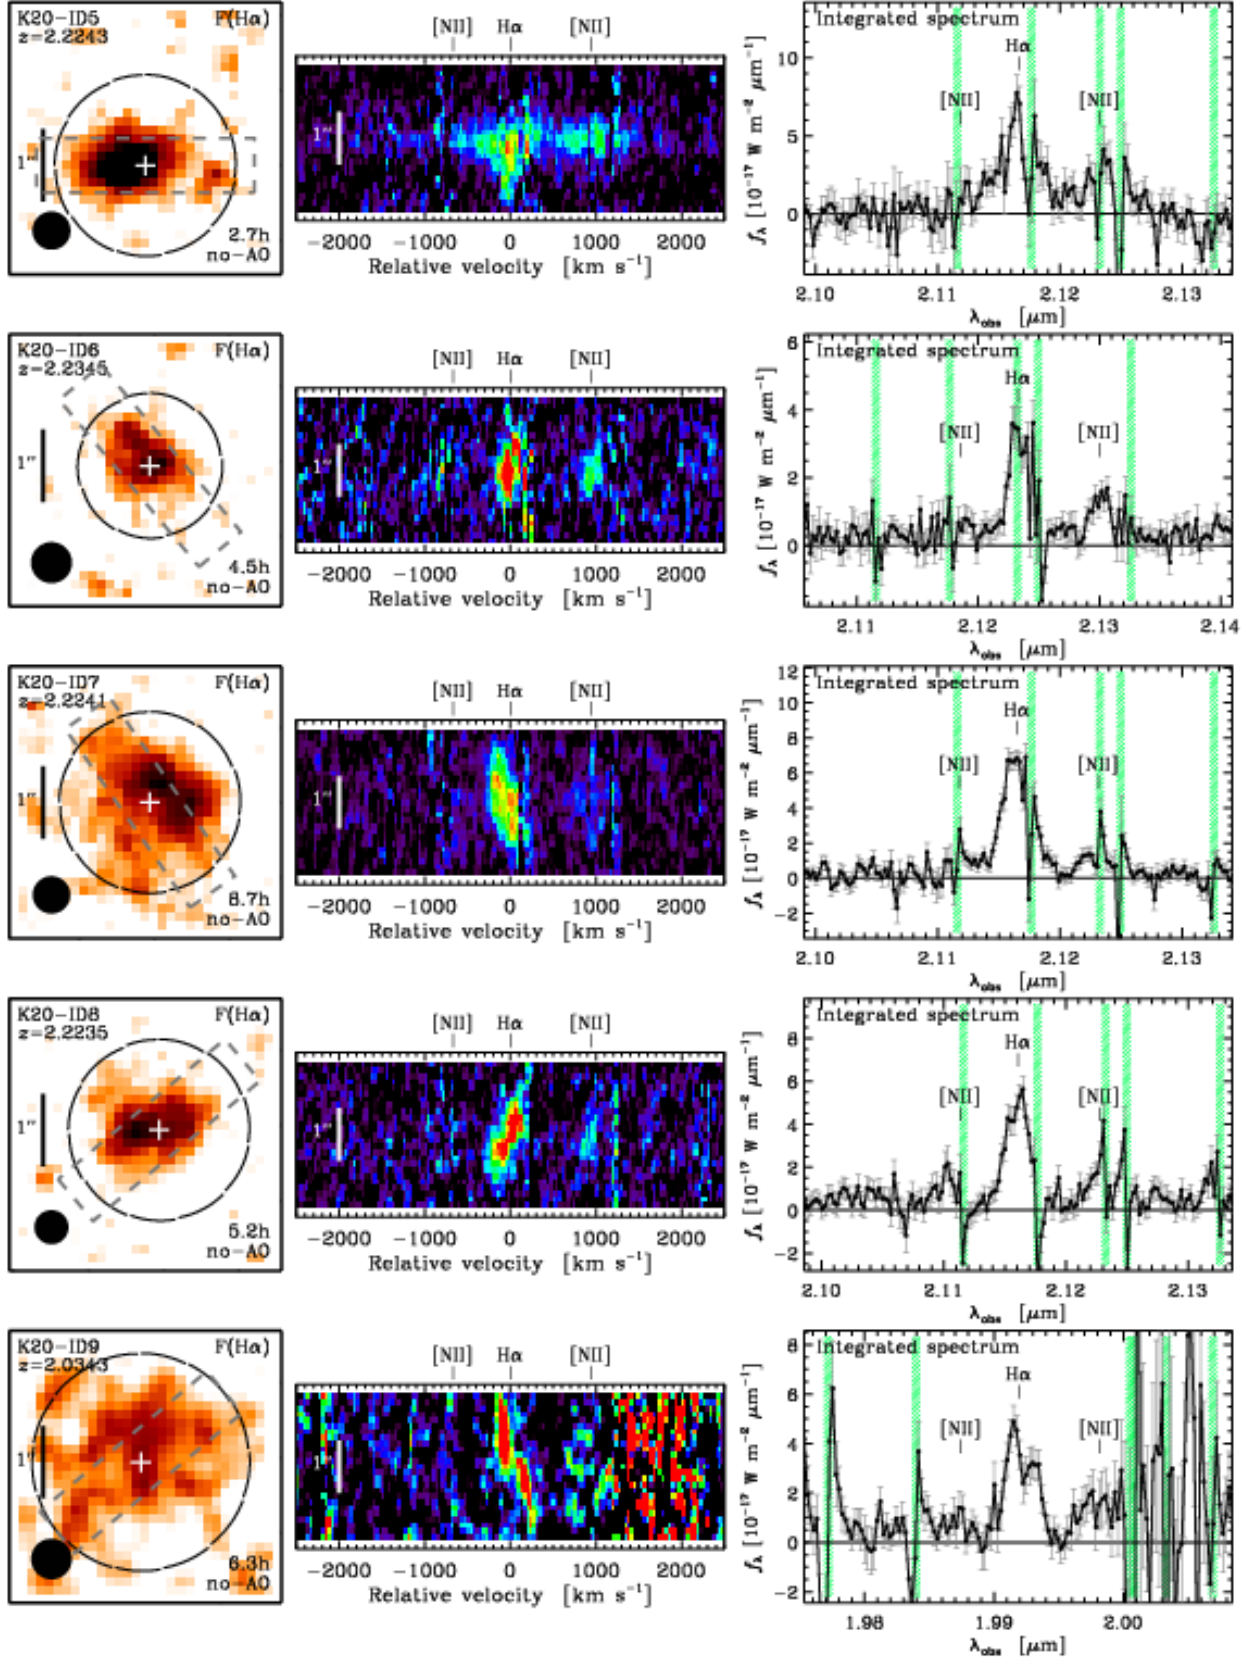 K20-ID5 F(Hα)
z=2.2243
1"
2.7h
no-AO
[NII] Hα [NII]
1"
-2000 -1000 0 1000 2000
Relative velocity [km s⁻¹]
Integrated spectrum
Hα
[NII] [NII]
10
5
0
f_λ [10⁻¹⁷ W m⁻² μm⁻¹]
2.10 2.11 2.12 2.13
λ_obs [μm]
K20-ID6 F(Hα)
z=2.2345
1"
4.5h
no-AO
[NII] Hα [NII]
1"
-2000 -1000 0 1000 2000
Relative velocity [km s⁻¹]
Integrated spectrum
Hα
[NII] [NII]
6
4
2
0
f_λ [10⁻¹⁷ W m⁻² μm⁻¹]
2.11 2.12 2.13 2.14
λ_obs [μm]
K20-ID7 F(Hα)
z=2.2241
1"
8.7h
no-AO
[NII] Hα [NII]
1"
-2000 -1000 0 1000 2000
Relative velocity [km s⁻¹]
Integrated spectrum
Hα
[NII] [NII]
12
10
8
6
4
2
0
-2
f_λ [10⁻¹⁷ W m⁻² μm⁻¹]
2.10 2.11 2.12 2.13
λ_obs [μm]
K20-ID8 F(Hα)
z=2.2235
1"
5.2h
no-AO
[NII] Hα [NII]
1"
-2000 -1000 0 1000 2000
Relative velocity [km s⁻¹]
Integrated spectrum
Hα
[NII] [NII]
8
6
4
2
0
-2
f_λ [10⁻¹⁷ W m⁻² μm⁻¹]
2.10 2.11 2.12 2.13
λ_obs [μm]
K20-ID9 F(Hα)
z=2.0343
1"
6.3h
no-AO
[NII] Hα [NII]
1"
-2000 -1000 0 1000 2000
Relative velocity [km s⁻¹]
Integrated spectrum
Hα
[NII] [NII]
8
6
4
2
0
-2
f_λ [10⁻¹⁷ W m⁻² μm⁻¹]
1.98 1.99 2.00
λ_obs [μm]